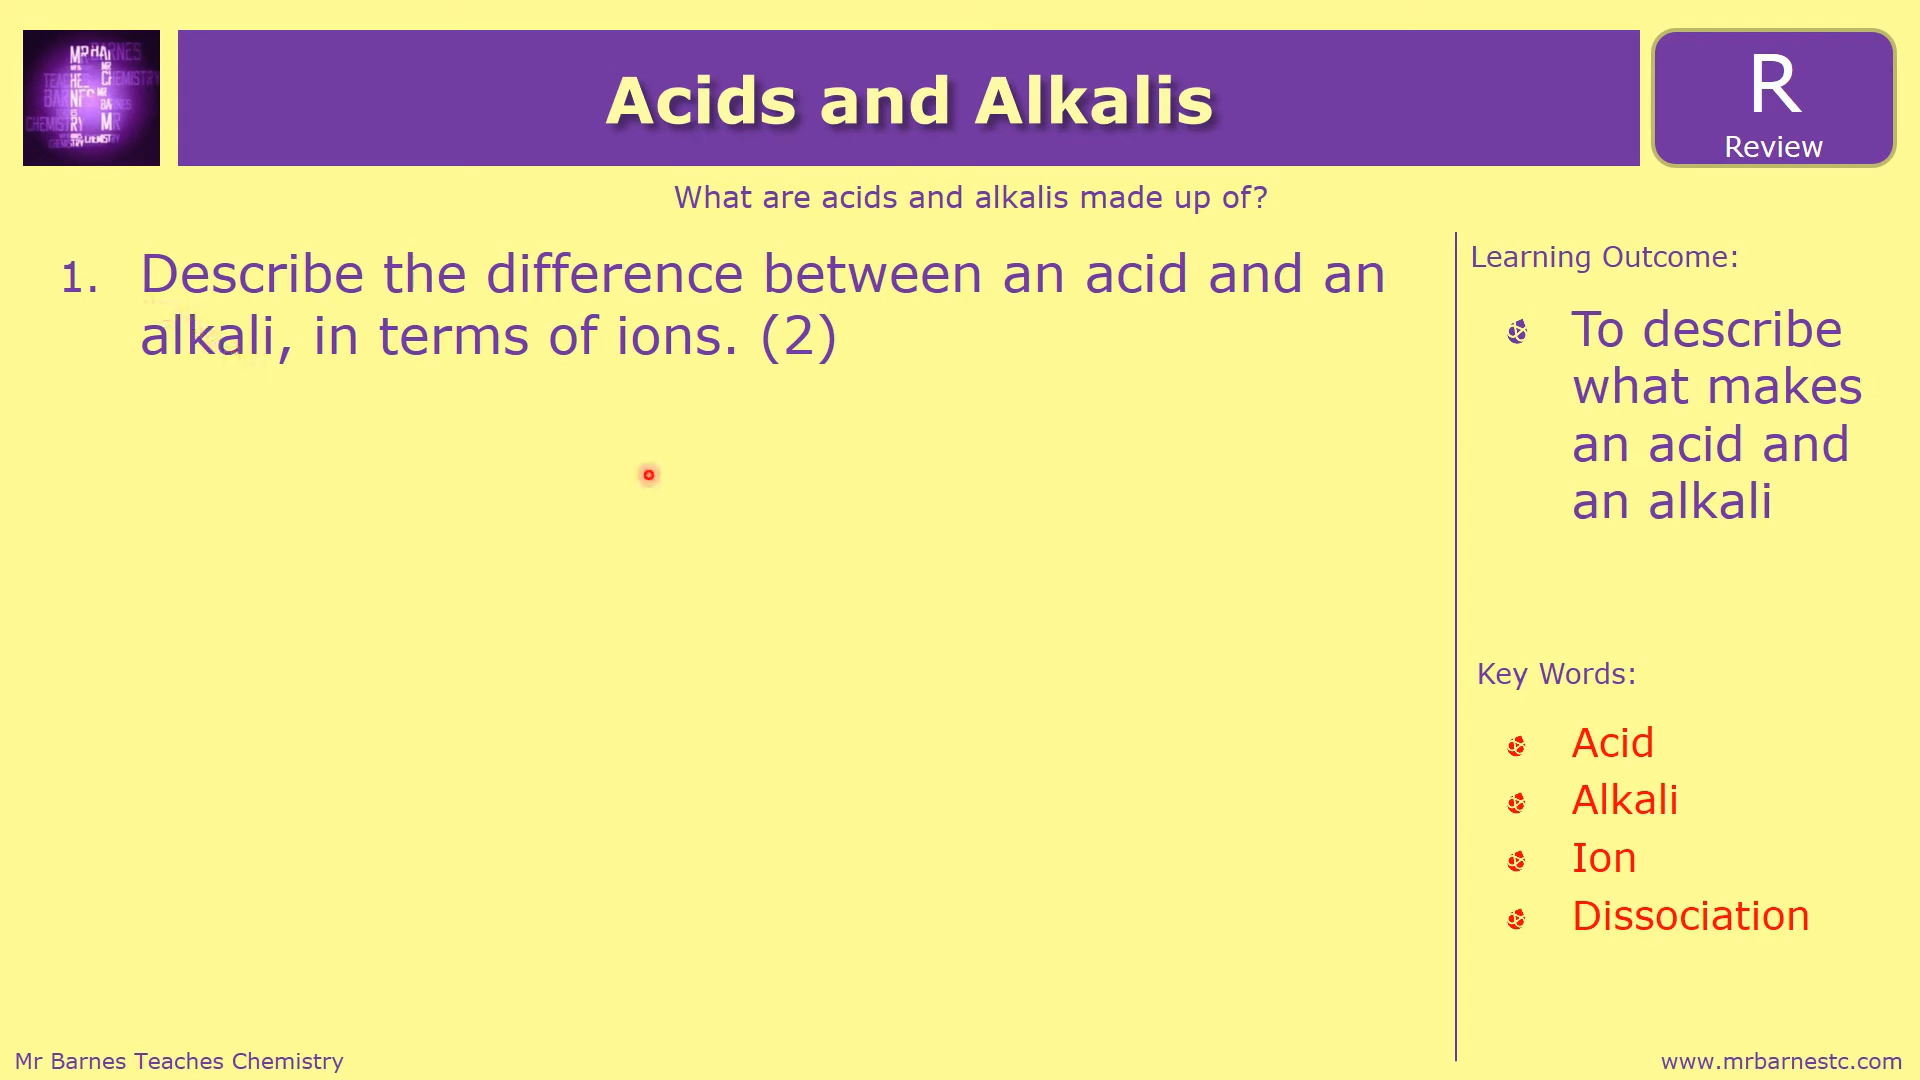 Acids and Alkalis
R
Review
What are acids and alkalis made up of?
1. Describe the difference between an acid and an
alkali, in terms of ions. (2)
Learning Outcome:
To describe
what makes
an acid and
an alkali
Key Words:
Acid
Alkali
Ion
Dissociation
Mr Barnes Teaches Chemistry
www.mrbarnestc.com